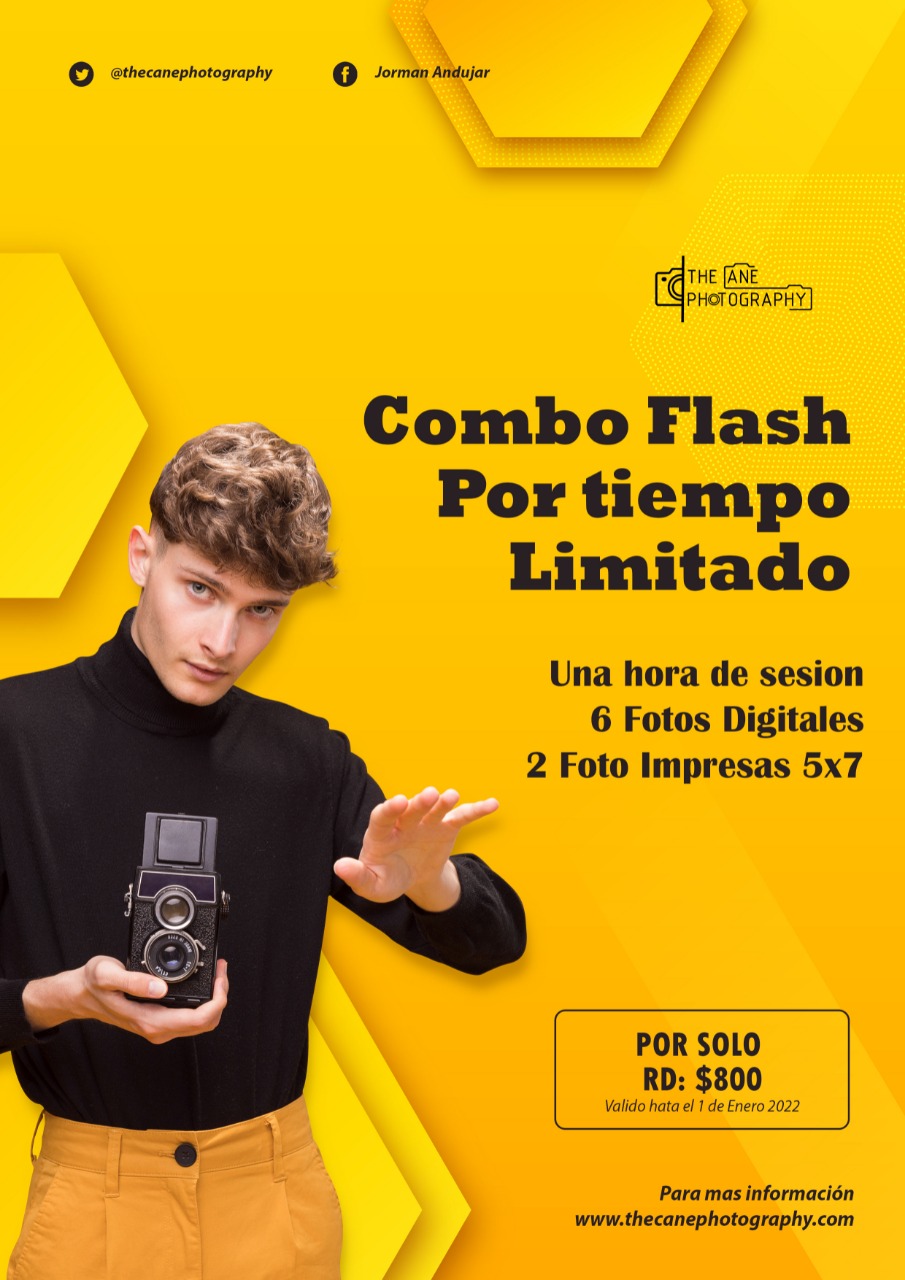 @thecanephotography
Jorman Andujar
THE CANE
PHOTOGRAPHY
Combo Flash
Por tiempo
Limitado
Una hora de sesion
6 Fotos Digitales
2 Foto Impresas 5x7
POR SOLO
RD: $800
Valido hata el 1 de Enero 2022
Para mas información
www.thecanephotography.com